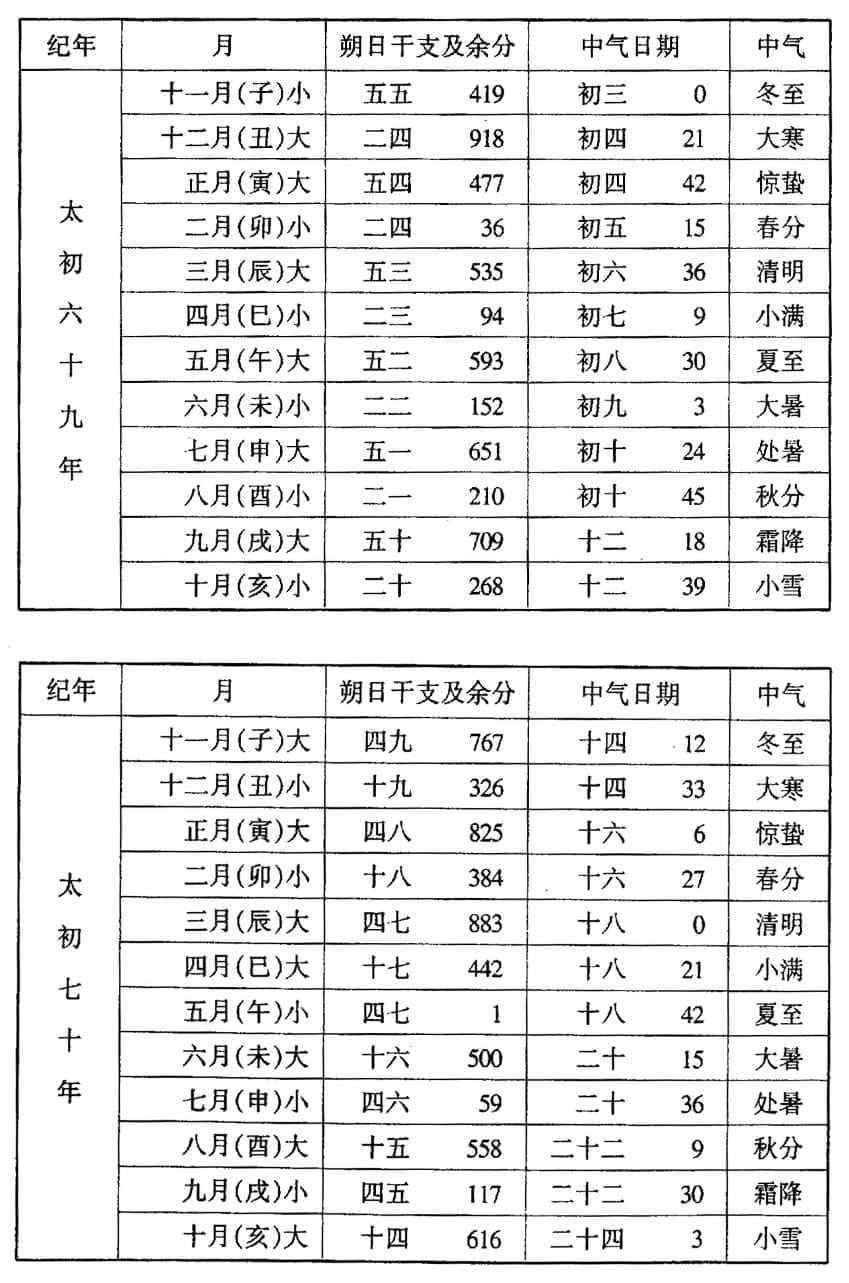 纪年 月 朔日干支及余分 中气日期 中气
太初六十九年
十一月(子)小 五五 419 初三 0 冬至
十二月(丑)大 二四 918 初四 21 大寒
正月(寅)大 五四 477 初四 42 惊蛰
二月(卯)小 二四 36 初五 15 春分
三月(辰)大 五三 535 初六 36 清明
四月(巳)小 二三 94 初七 9 小满
五月(午)大 五二 593 初八 30 夏至
六月(未)小 二二 152 初九 3 大暑
七月(申)大 五一 651 初十 24 处暑
八月(酉)小 二一 210 初十 45 秋分
九月(戌)大 五十 709 十二 18 霜降
十月(亥)小 二十 268 十二 39 小雪
纪年 月 朔日干支及余分 中气日期 中气
太初七十年
十一月(子)大 四九 767 十四 12 冬至
十二月(丑)小 十九 326 十四 33 大寒
正月(寅)大 四八 825 十六 6 惊蛰
二月(卯)小 十八 384 十六 27 春分
三月(辰)大 四七 883 十八 0 清明
四月(巳)大 十七 442 十八 21 小满
五月(午)小 四七 1 十八 42 夏至
六月(未)大 十六 500 二十 15 大暑
七月(申)小 四六 59 二十 36 处暑
八月(酉)大 十五 558 二十二 9 秋分
九月(戌)小 四五 117 二十二 30 霜降
十月(亥)大 十四 616 二十四 3 小雪